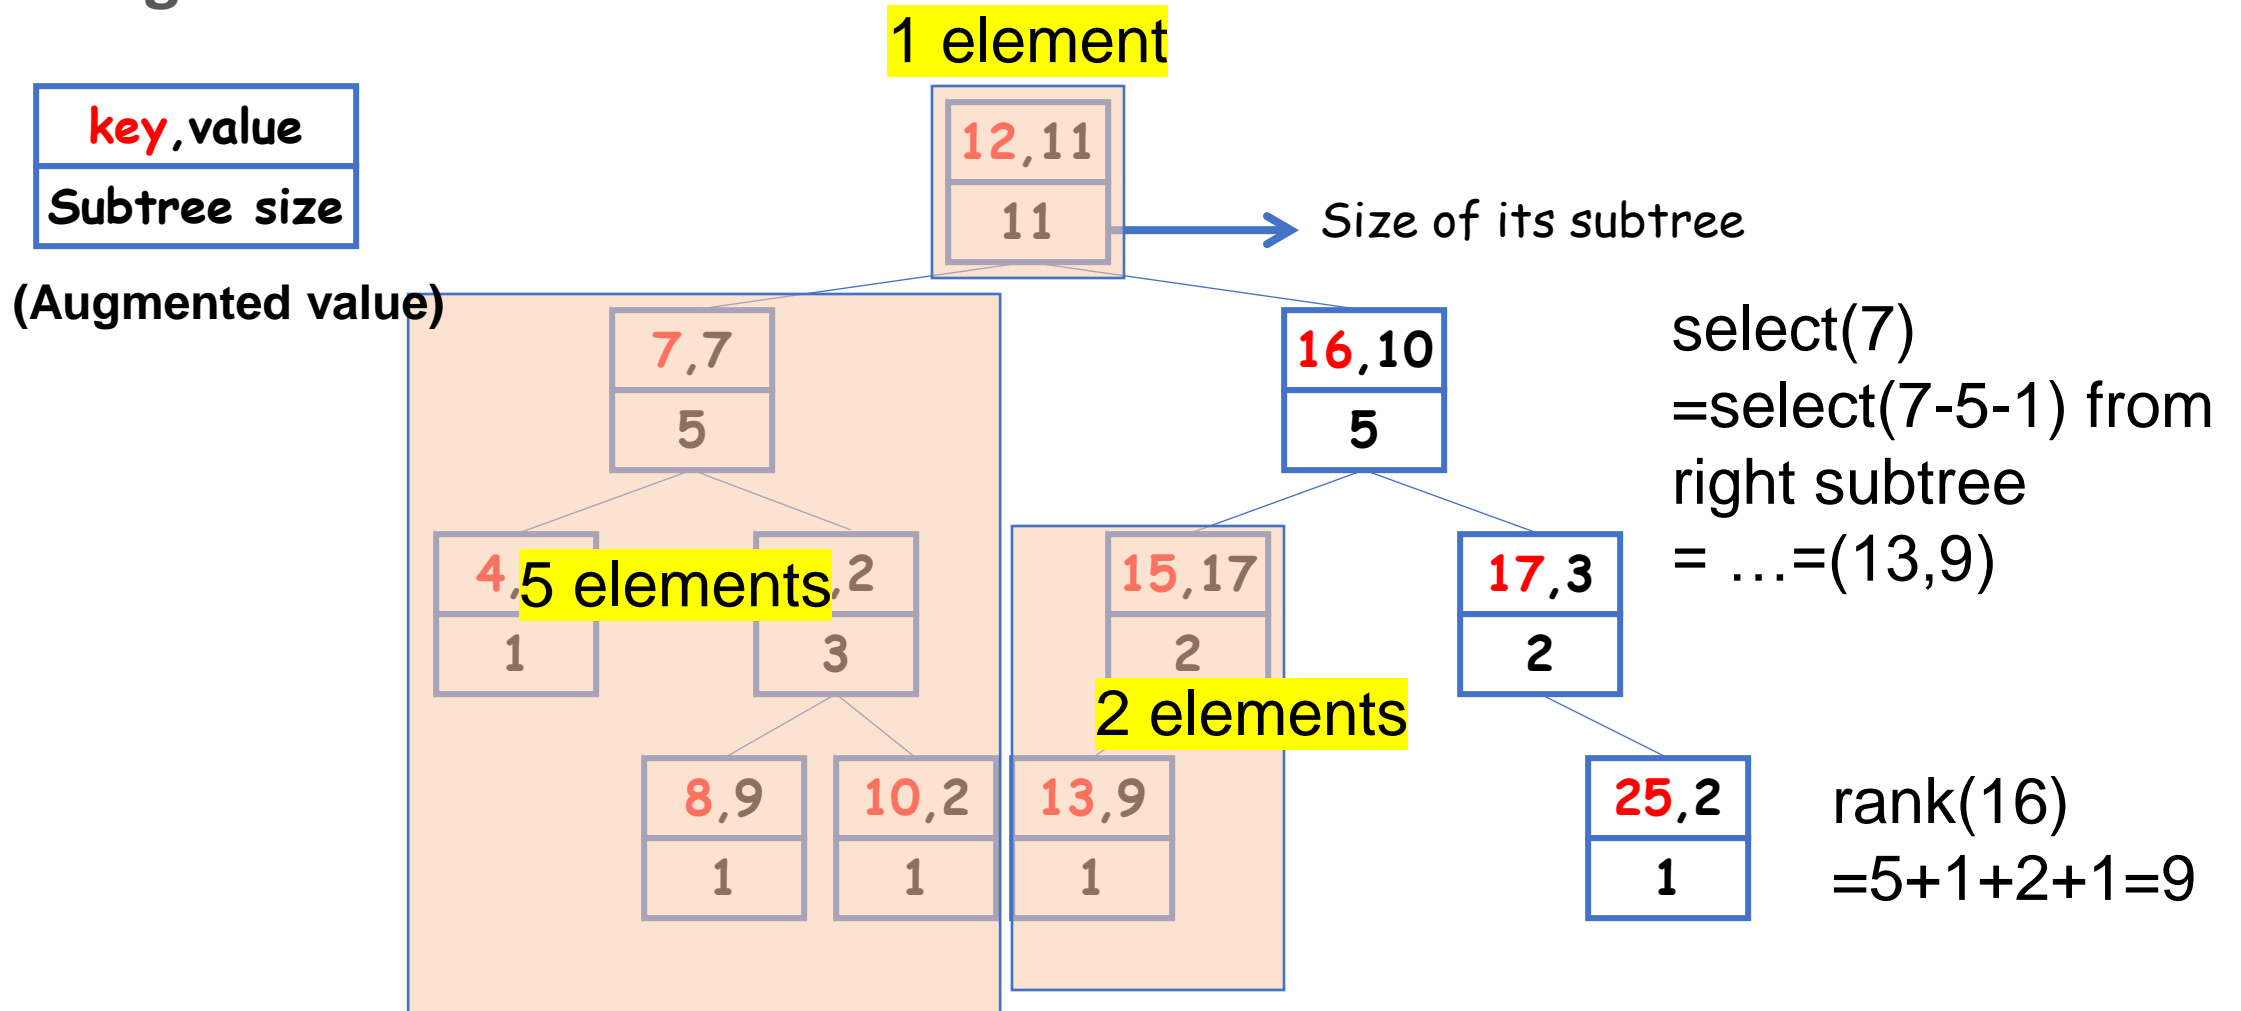 1 element
key,value
Subtree size
(Augmented value)
12,11
11
Size of its subtree
7,7
5
16,10
5
select(7)
=select(7-5-1) from
right subtree
= …=(13,9)
4,
1
5 elements
,2
3
15,17
2
2 elements
17,3
2
8,9
1
10,2
1
13,9
1
25,2
1
rank(16)
=5+1+2+1=9